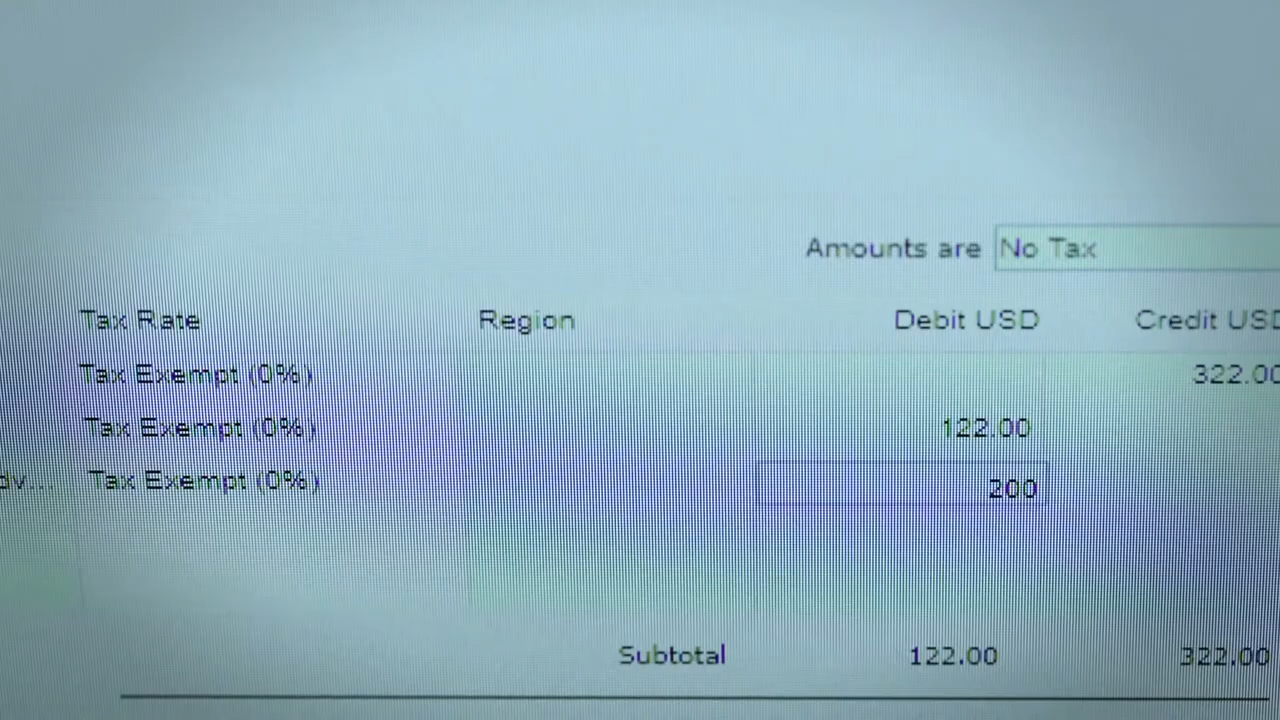 Amounts are No Tax
Tax Rate Region Debit USD Credit USD
Tax Exempt (0%) 322.00
Tax Exempt (0%) 122.00
dv... Tax Exempt (0%) 200
Subtotal 122.00 322.00